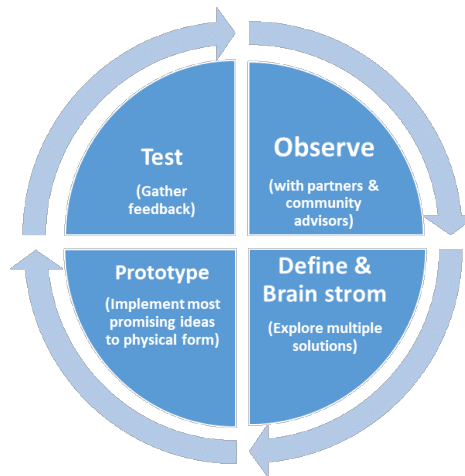 Test
(Gather
feedback)
Observe
(with partners &
community
advisors)
Prototype
(Implement most
promising ideas
to physical form)
Define &
Brain strom
(Explore multiple
solutions)